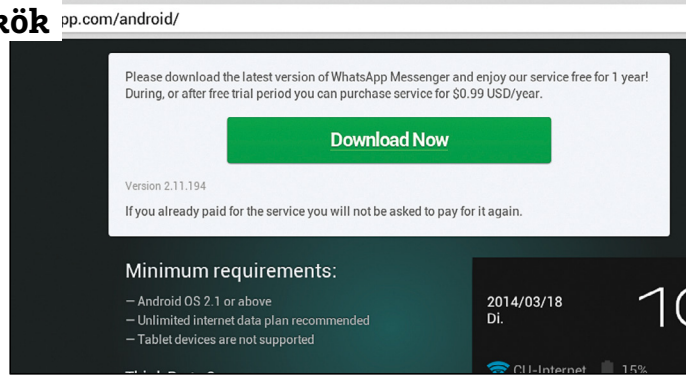 kök
pp.com/android/
Please download the latest version of WhatsApp Messenger and enjoy our service free for 1 year!
During, or after free trial period you can purchase service for $0.99 USD/year.
Download Now
Version 2.11.194
If you already paid for the service you will not be asked to pay for it again.
Minimum requirements:
— Android OS 2.1 or above
— Unlimited internet data plan recommended
— Tablet devices are not supported
2014/03/18
Di.
CU-Internet
15%